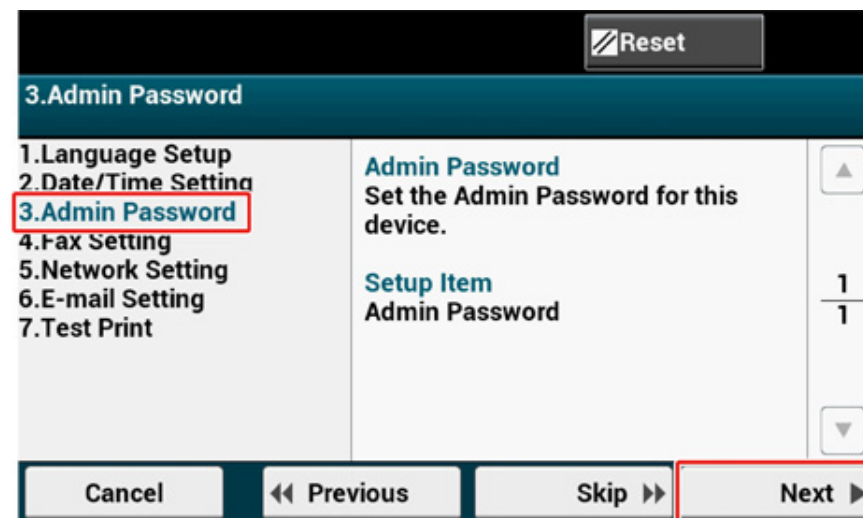 Reset
3.Admin Password
1.Language Setup
2.Date/Time Setting
3.Admin Password
4.Fax Setting
5.Network Setting
6.E-mail Setting
7.Test Print
Admin Password
Set the Admin Password for this
device.
Setup Item
Admin Password
1
1
Cancel
Previous
Skip
Next